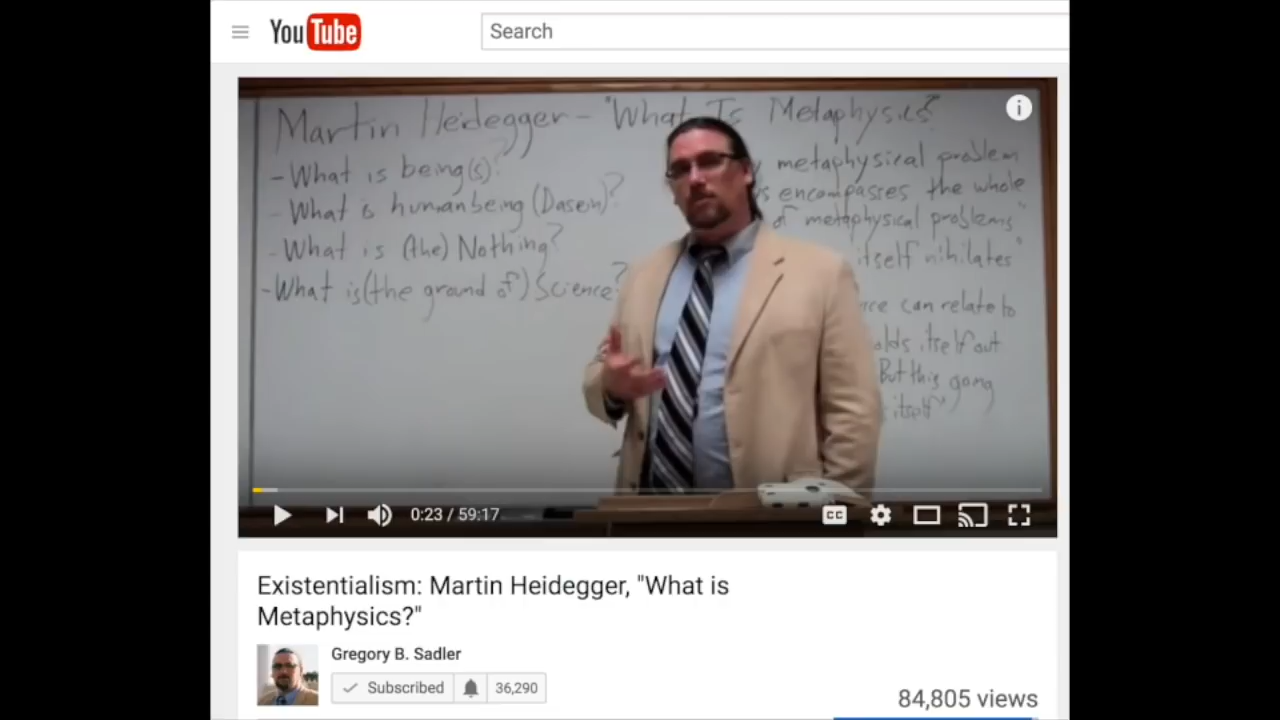 YouTube
Search
Martin Heidegger - "What Is Metaphysics?"
- What is being(s)?
- What is human being (Dasein)?
- What is (the) Nothing?
- What is (the ground of) Science?
metaphysical problem
encompasses the whole
of metaphysical problems"
itself nihilates"
can relate to
itself out
But this going
itself"
i
0:23 / 59:17
CC
Existentialism: Martin Heidegger, "What is
Metaphysics?"
Gregory B. Sadler
Subscribed 36,290
84,805 views